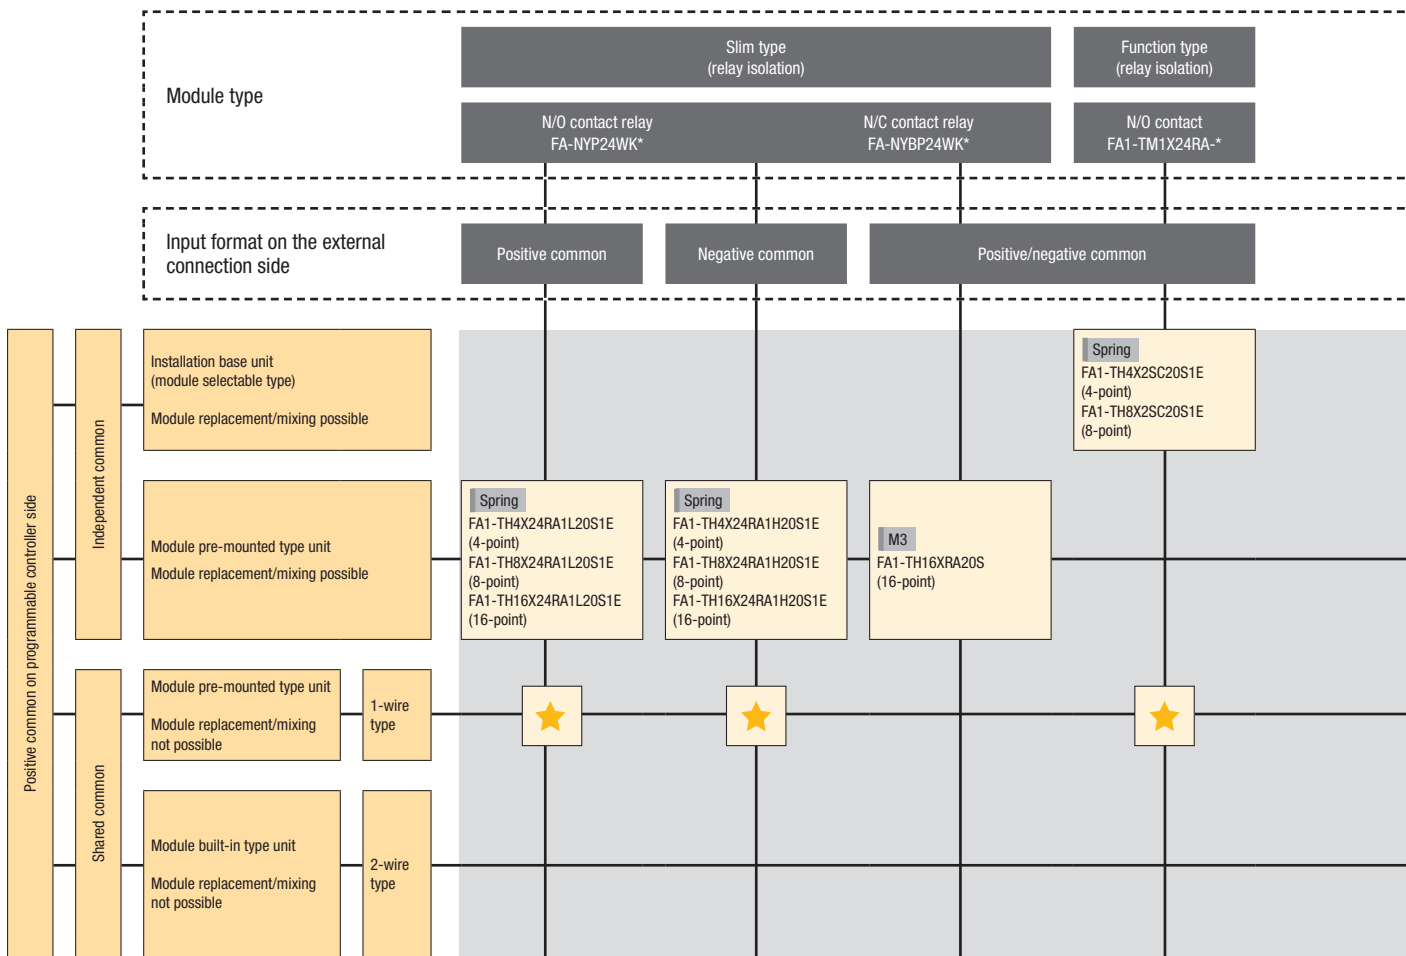 Module type
Slim type
(relay isolation)
Function type
(relay isolation)
N/O contact relay
FA-NYP24WK*
N/C contact relay
FA-NYBP24WK*
N/O contact
FA1-TM1X24RA-*
Input format on the external
connection side
Positive common
Negative common
Positive/negative common
Positive common on programmable controller side
Independent common
Installation base unit
(module selectable type)
Module replacement/mixing possible
Spring
FA1-TH4X2SC20S1E
(4-point)
FA1-TH8X2SC20S1E
(8-point)
Module pre-mounted type unit
Module replacement/mixing possible
Spring
FA1-TH4X24RA1L20S1E
(4-point)
FA1-TH8X24RA1L20S1E
(8-point)
FA1-TH16X24RA1L20S1E
(16-point)
Spring
FA1-TH4X24RA1H20S1E
(4-point)
FA1-TH8X24RA1H20S1E
(8-point)
FA1-TH16X24RA1H20S1E
(16-point)
M3
FA1-TH16XRA20S
(16-point)
Shared common
Module pre-mounted type unit
Module replacement/mixing
not possible
1-wire
type
Module built-in type unit
Module replacement/mixing
not possible
2-wire
type